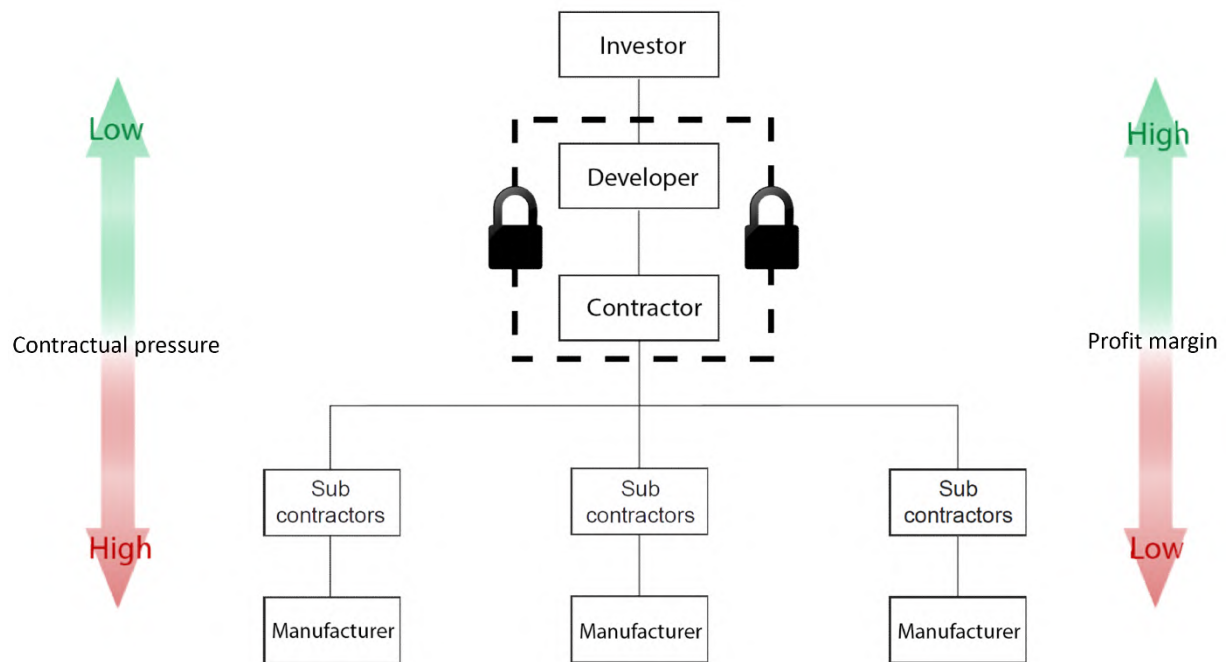 Investor
Low
High
Developer
Contractor
Contractual pressure
Profit margin
Sub
contractors
Sub
contractors
Sub
contractors
High
Low
Manufacturer
Manufacturer
Manufacturer